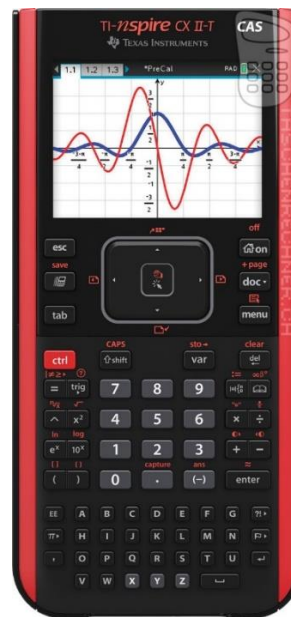 TI-nspire CX II-T CAS
TEXAS INSTRUMENTS
1.1 1.2 1.3 *PreCal PAD
y
off
esc on
save + page
doc
tab menu
CAPS sto→ clear
ctrl shift var del
= trig 7 8 9
^ x² 4 5 6 × ÷
ln log
eˣ 10ˣ 1 2 3 + −
capture ans ≈
( ) 0 . (−) enter
EE A B C D E F G ?!▸
π▸ H I J K L M N
, O P Q R S T U ↵
V W X Y Z
TASCHENRECHNER